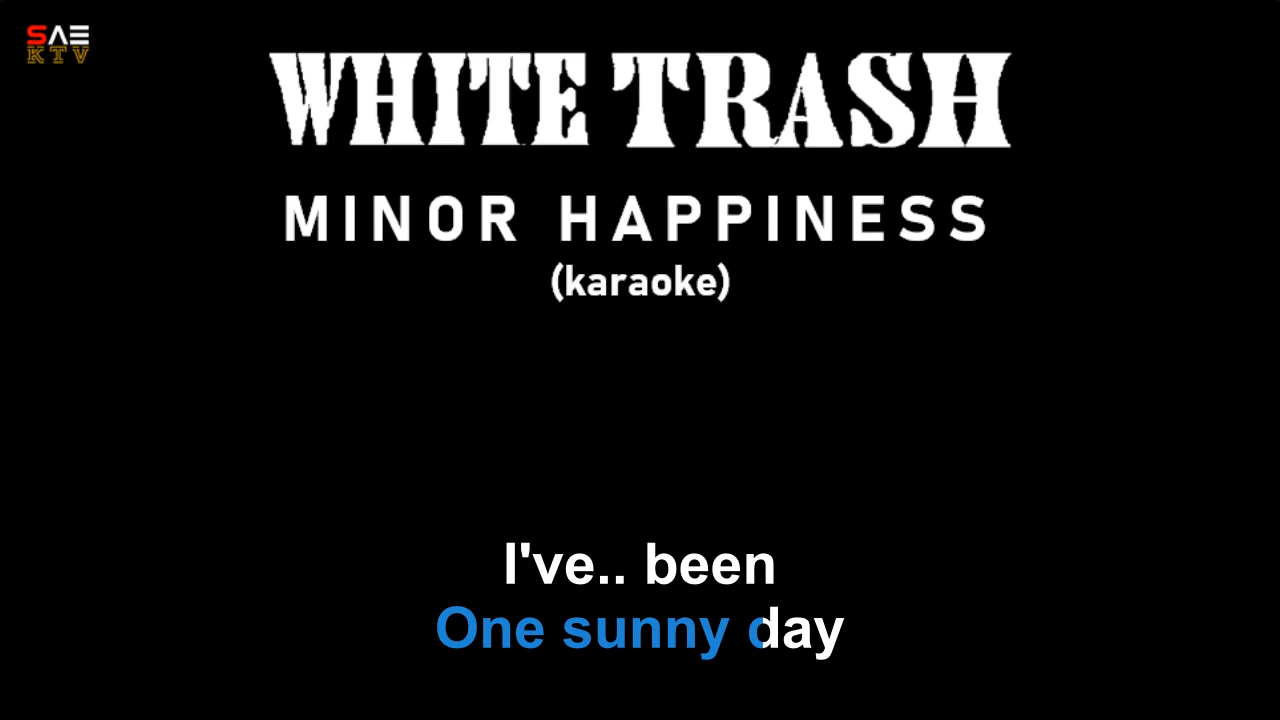 SAE
KTV
WHITE TRASH
MINOR HAPPINESS
(karaoke)
I've.. been
One sunny day